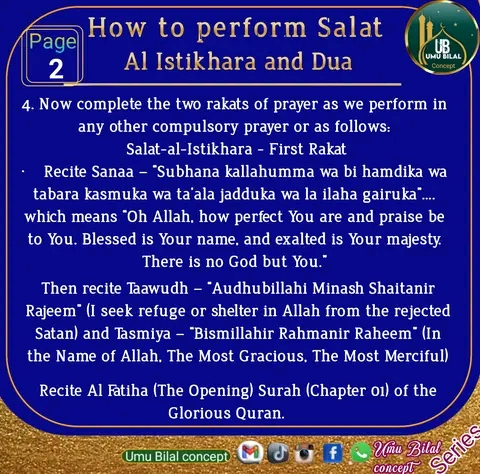 Page
2
How to perform Salat
Al Istikhara and Dua
UB
UMU BILAL
Concept
4. Now complete the two rakats of prayer as we perform in
any other compulsory prayer or as follows:
Salat-al-Istikhara - First Rakat
· Recite Sanaa – "Subhana kallahumma wa bi hamdika wa
tabara kasmuka wa ta'ala jadduka wa la ilaha gairuka"....
which means "Oh Allah, how perfect You are and praise be
to You. Blessed is Your name, and exalted is Your majesty.
There is no God but You."
Then recite Taawudh – "Audhubillahi Minash Shaitanir
Rajeem" (I seek refuge or shelter in Allah from the rejected
Satan) and Tasmiya – "Bismillahir Rahmanir Raheem" (In
the Name of Allah, The Most Gracious, The Most Merciful)
Recite Al Fatiha (The Opening) Surah (Chapter 01) of the
Glorious Quran.
Umu Bilal concept
Umu Bilal
concept
Series